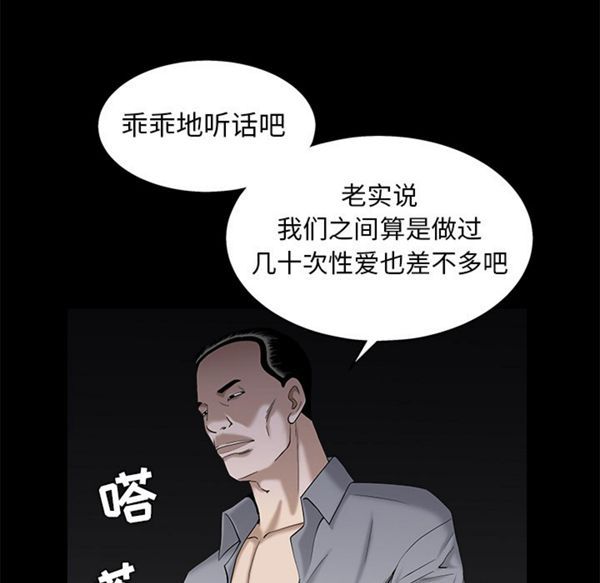 乖乖地听话吧
老实说
我们之间算是做过
几十次性爱也差不多吧
嗒